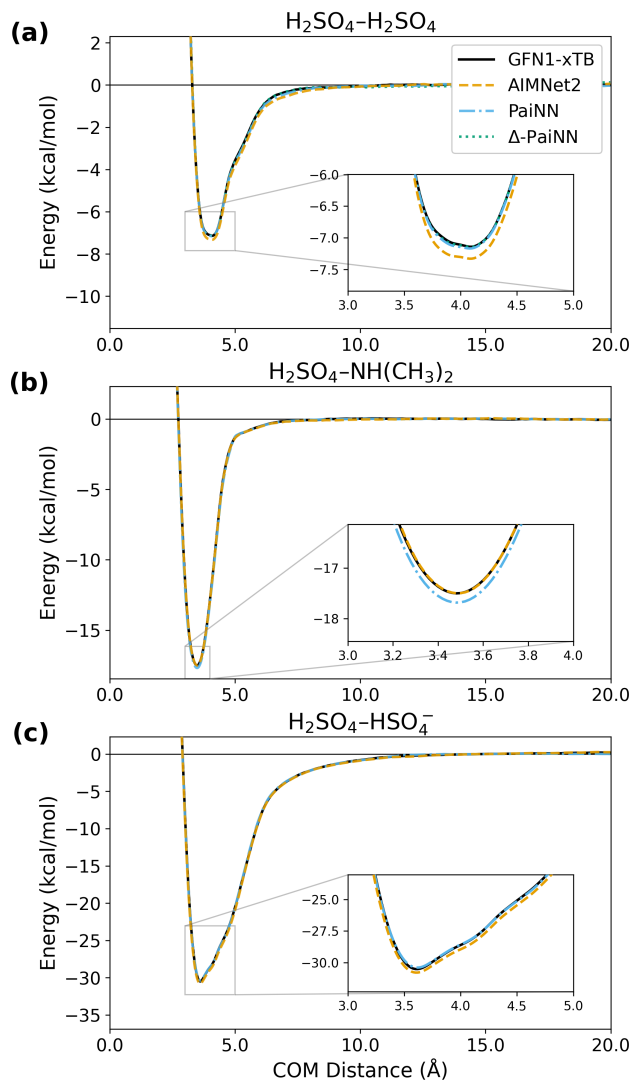 (a)
H₂SO₄–H₂SO₄
Energy (kcal/mol)
2
0
−2
−4
−6
−8
−10
0.0 5.0 10.0 15.0 20.0
GFN1-xTB
AIMNet2
PaiNN
Δ-PaiNN
−6.0
−6.5
−7.0
−7.5
3.0 3.5 4.0 4.5 5.0
(b)
H₂SO₄–NH(CH₃)₂
Energy (kcal/mol)
0
−5
−10
−15
0.0 5.0 10.0 15.0 20.0
−17
−18
3.0 3.2 3.4 3.6 3.8 4.0
(c)
H₂SO₄–HSO₄⁻
Energy (kcal/mol)
0
−5
−10
−15
−20
−25
−30
−35
0.0 5.0 10.0 15.0 20.0
−25.0
−27.5
−30.0
3.0 3.5 4.0 4.5 5.0
COM Distance (Å)